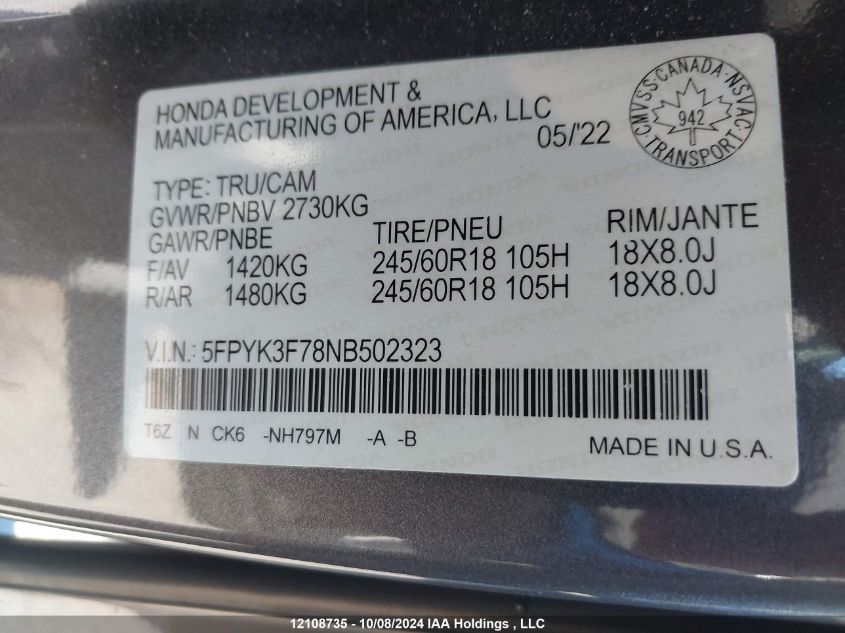 HONDA DEVELOPMENT &
MANUFACTURING OF AMERICA, LLC
05/'22
CMVSS·CANADA·NSVAC·TRANSPORT
942
TYPE: TRU/CAM
GVWR/PNBV 2730KG
GAWR/PNBE TIRE/PNEU RIM/JANTE
F/AV 1420KG 245/60R18 105H 18X8.0J
R/AR 1480KG 245/60R18 105H 18X8.0J
V.I.N.: 5FPYK3F78NB502323
T6Z N CK6 -NH797M -A -B
MADE IN U.S.A.
12108735 - 10/08/2024 IAA Holdings , LLC